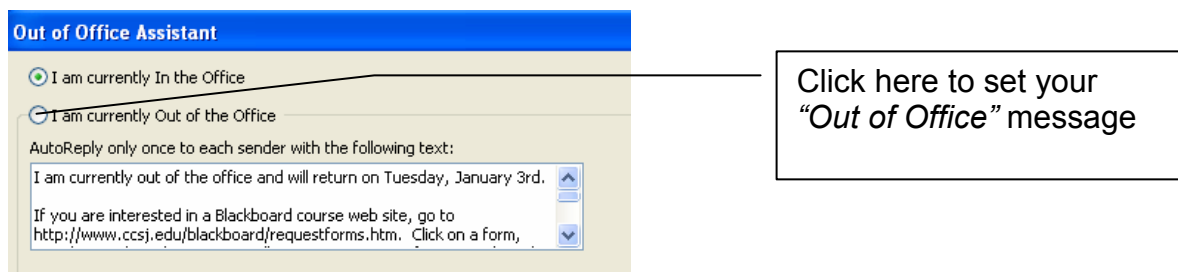 Out of Office Assistant
I am currently In the Office
I am currently Out of the Office
AutoReply only once to each sender with the following text:
I am currently out of the office and will return on Tuesday, January 3rd.
If you are interested in a Blackboard course web site, go to
http://www.ccsj.edu/blackboard/requestforms.htm. Click on a form,
Click here to set your
“Out of Office” message